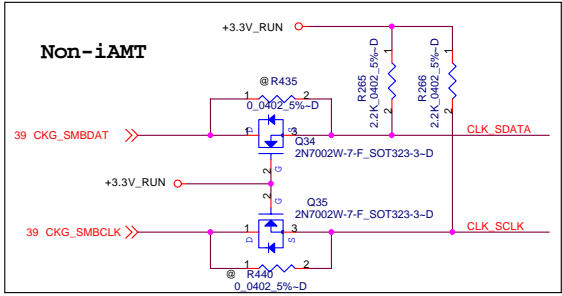 +3.3V_RUN
Non-iAMT
@ R435
0_0402_5%~D
R265
2.2K_0402_5%~D
R266
2.2K_0402_5%~D
1
1
2
2
1
2
39 CKG_SMBDAT
1
D
S
3
CLK_SDATA
Q34
2N7002W-7-F_SOT323-3~D
2
G
+3.3V_RUN
2
G
Q35
2N7002W-7-F_SOT323-3~D
39 CKG_SMBCLK
1
D
S
3
CLK_SCLK
1
2
@ R440
0_0402_5%~D